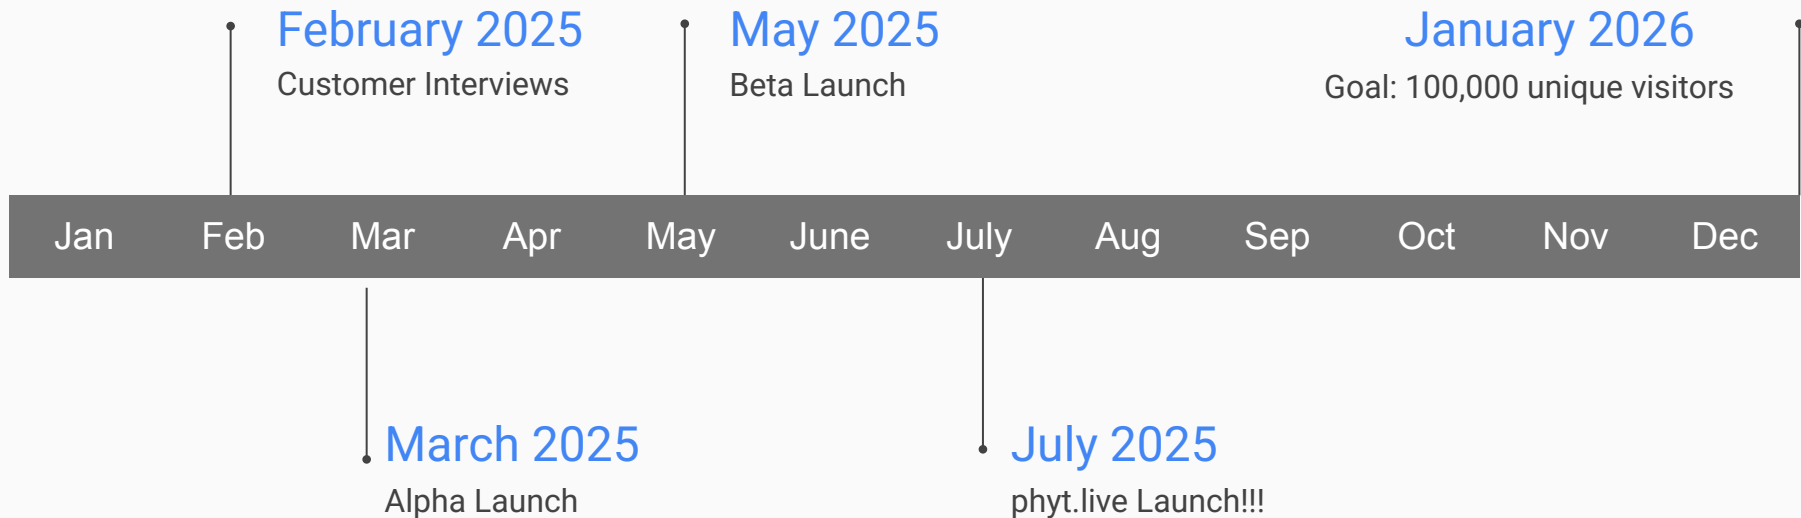 February 2025
Customer Interviews
May 2025
Beta Launch
January 2026
Goal: 100,000 unique visitors
Jan Feb Mar Apr May June July Aug Sep Oct Nov Dec
March 2025
Alpha Launch
July 2025
phyt.live Launch!!!